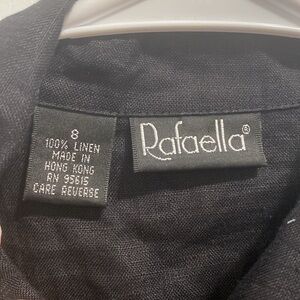 8
100% LINEN
MADE IN
HONG KONG
RN 95615
CARE REVERSE
Rafaella®